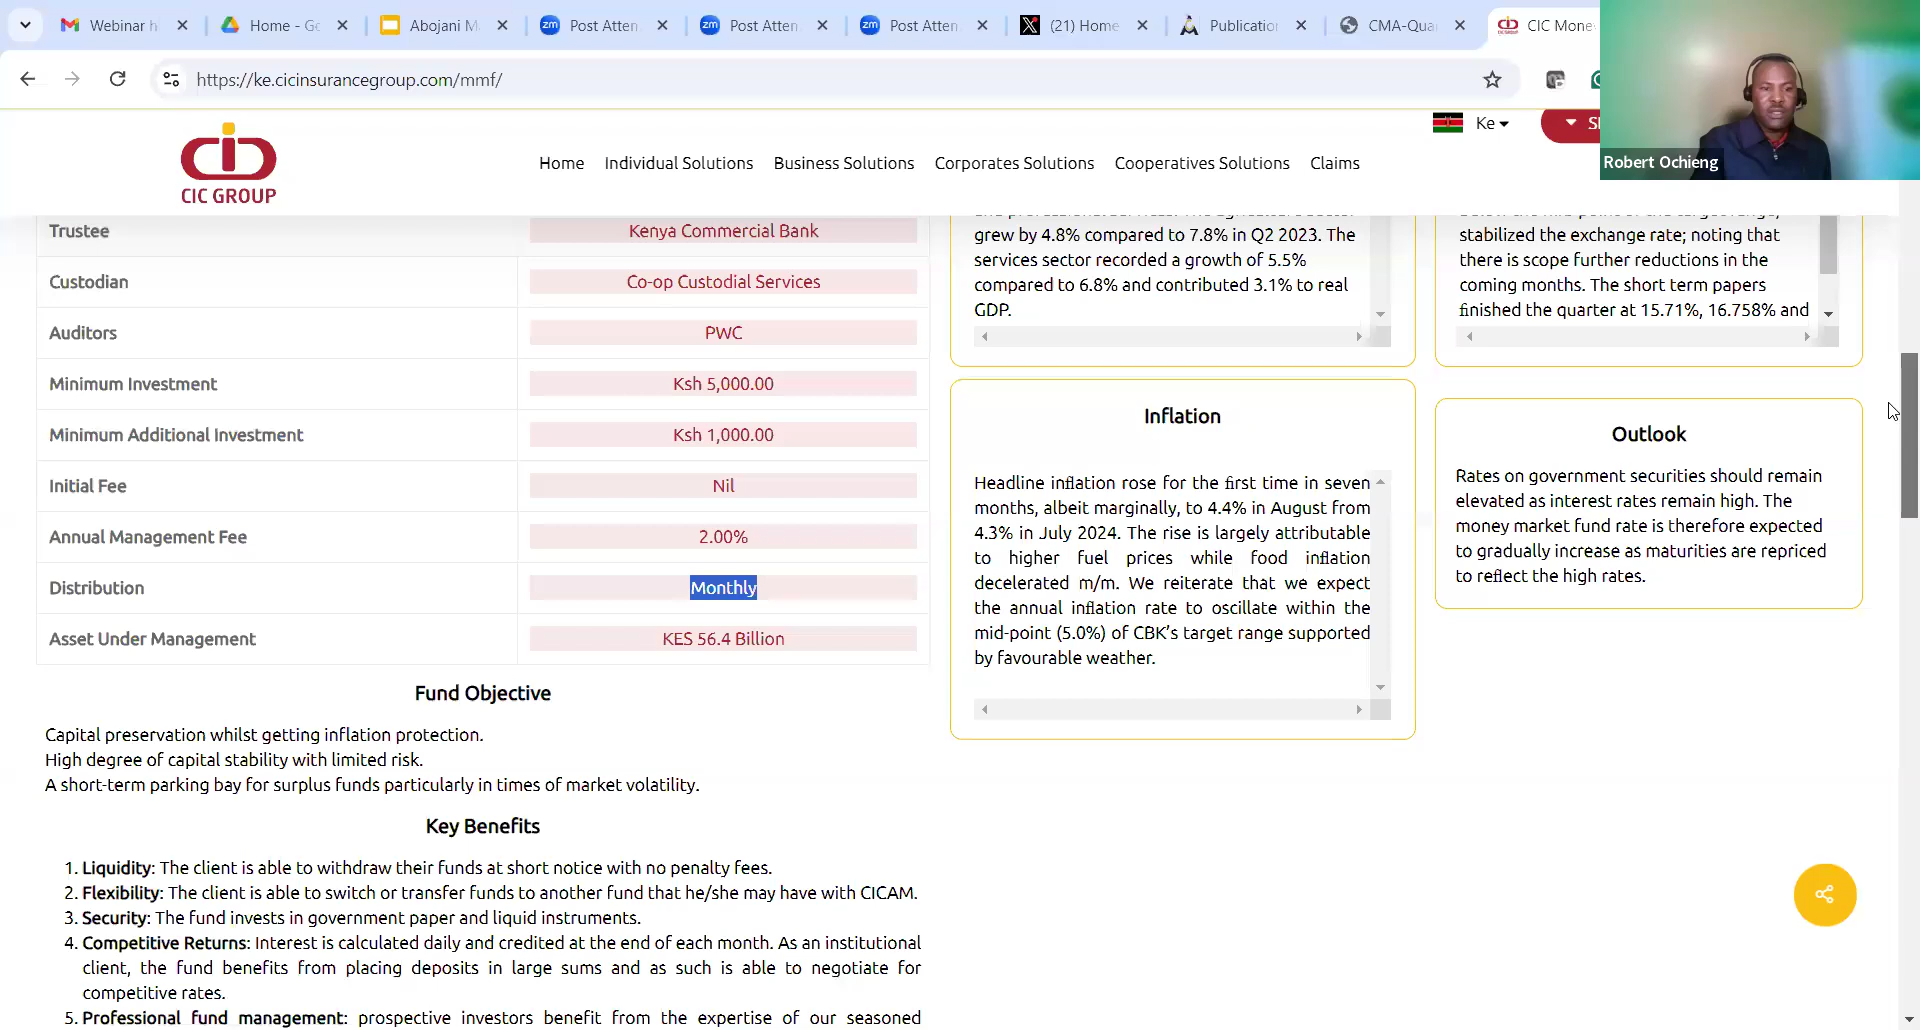 Webinar h
Home - Ge
Abojani M
Post Atten
Post Atten
Post Atten
(21) Home
Publication
CMA-Qua
CIC Mone
https://ke.cicinsurancegroup.com/mmf/
CIC GROUP
Home
Individual Solutions
Business Solutions
Corporates Solutions
Cooperatives Solutions
Claims
Ke
Robert Ochieng
Trustee
Kenya Commercial Bank
Custodian
Co-op Custodial Services
Auditors
PWC
Minimum Investment
Ksh 5,000.00
Minimum Additional Investment
Ksh 1,000.00
Initial Fee
Nil
Annual Management Fee
2.00%
Distribution
Monthly
Asset Under Management
KES 56.4 Billion
Fund Objective
Capital preservation whilst getting inflation protection.
High degree of capital stability with limited risk.
A short-term parking bay for surplus funds particularly in times of market volatility.
Key Benefits
1. Liquidity: The client is able to withdraw their funds at short notice with no penalty fees.
2. Flexibility: The client is able to switch or transfer funds to another fund that he/she may have with CICAM.
3. Security: The fund invests in government paper and liquid instruments.
4. Competitive Returns: Interest is calculated daily and credited at the end of each month. As an institutional
client, the fund benefits from placing deposits in large sums and as such is able to negotiate for
competitive rates.
5. Professional fund management: prospective investors benefit from the expertise of our seasoned
grew by 4.8% compared to 7.8% in Q2 2023. The
services sector recorded a growth of 5.5%
compared to 6.8% and contributed 3.1% to real
GDP.
stabilized the exchange rate; noting that
there is scope further reductions in the
coming months. The short term papers
finished the quarter at 15.71%, 16.758% and
Inflation
Headline inflation rose for the first time in seven
months, albeit marginally, to 4.4% in August from
4.3% in July 2024. The rise is largely attributable
to higher fuel prices while food inflation
decelerated m/m. We reiterate that we expect
the annual inflation rate to oscillate within the
mid-point (5.0%) of CBK's target range supported
by favourable weather.
Outlook
Rates on government securities should remain
elevated as interest rates remain high. The
money market fund rate is therefore expected
to gradually increase as maturities are repriced
to reflect the high rates.